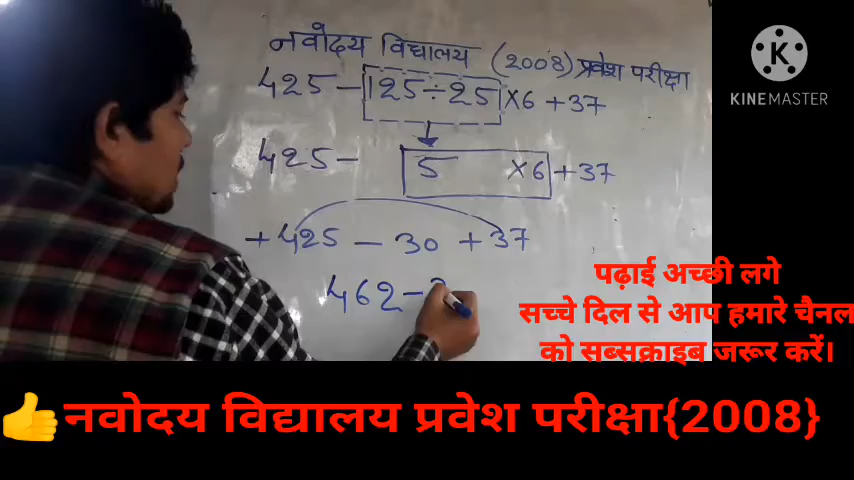 नवोदय विद्यालय (2008) प्रवेश परीक्षा
425 - 125 ÷ 25 × 6 + 37
425 - 5 × 6 + 37
+ 425 - 30 + 37
462 -
KINEMASTER
पढ़ाई अच्छी लगे
सच्चे दिल से आप हमारे चैनल
को सब्सक्राइब जरूर करें।
नवोदय विद्यालय प्रवेश परीक्षा{2008}